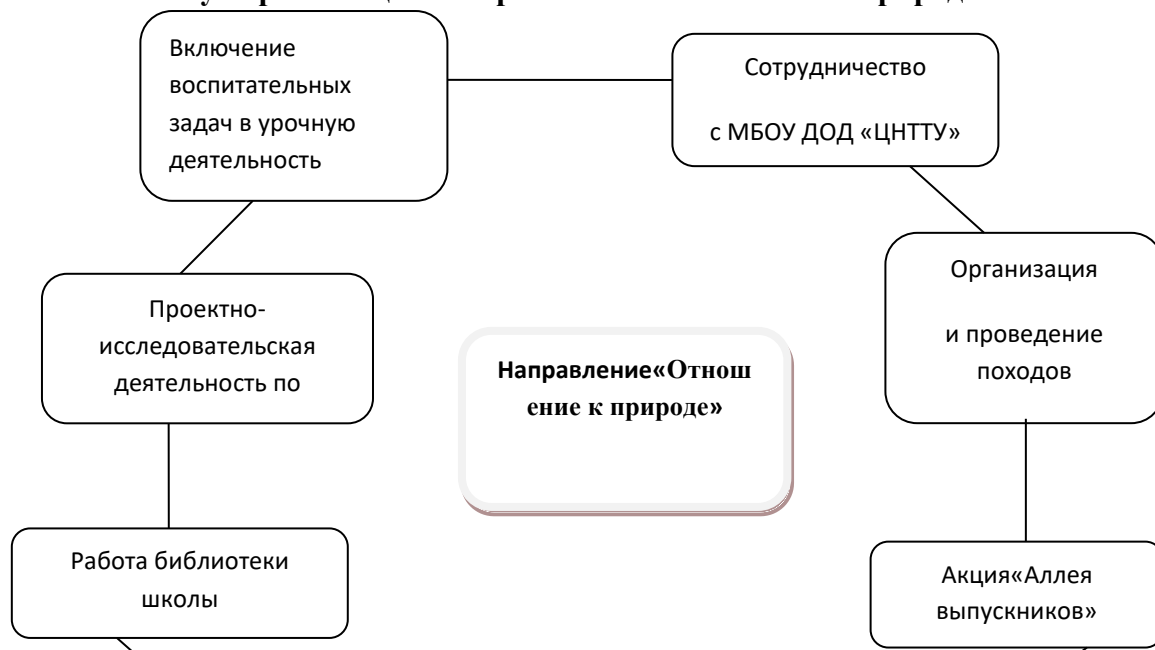 Включение
воспитательных
задач в урочную
деятельность
Сотрудничество
с МБОУ ДОД «ЦНТТУ»
Организация
и проведение
походов
Проектно-
исследовательская
деятельность по
Направление«Отнош
ение к природе»
Работа библиотеки
школы
Акция«Аллея
выпускников»